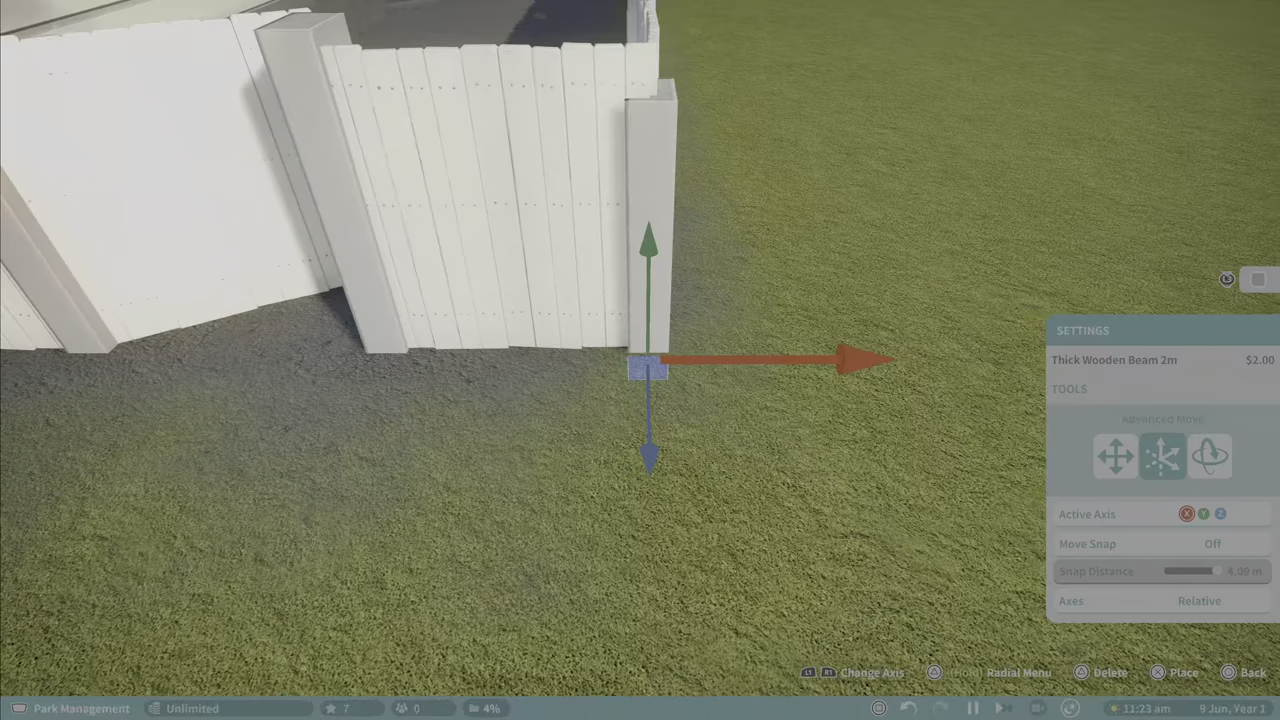 SETTINGS
Thick Wooden Beam 2m $2.00
TOOLS
Advanced Move
Active Axis X Y Z
Move Snap Off
Snap Distance 4.00 m
Axes Relative
L1 R1 Change Axis (Hold) Radial Menu Delete Place Back
Park Management Unlimited 7 0 4% 11:23 am 9 Jun, Year 1